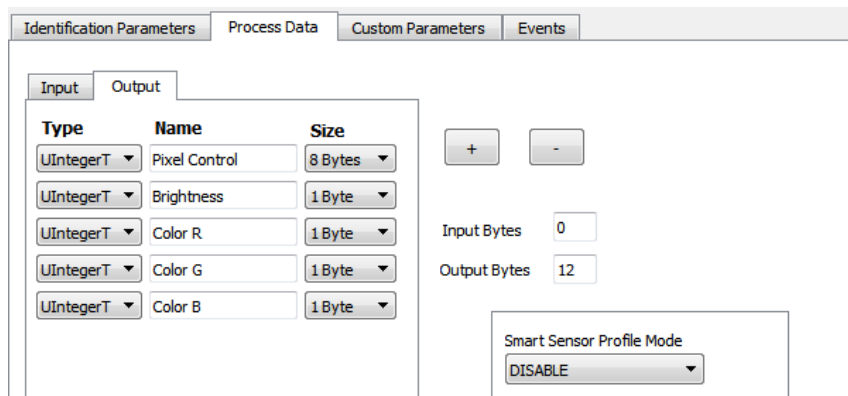 Identification Parameters Process Data Custom Parameters Events
Input Output
Type Name Size
UIntegerT Pixel Control 8 Bytes + -
UIntegerT Brightness 1 Byte
UIntegerT Color R 1 Byte Input Bytes 0
UIntegerT Color G 1 Byte Output Bytes 12
UIntegerT Color B 1 Byte
Smart Sensor Profile Mode
DISABLE